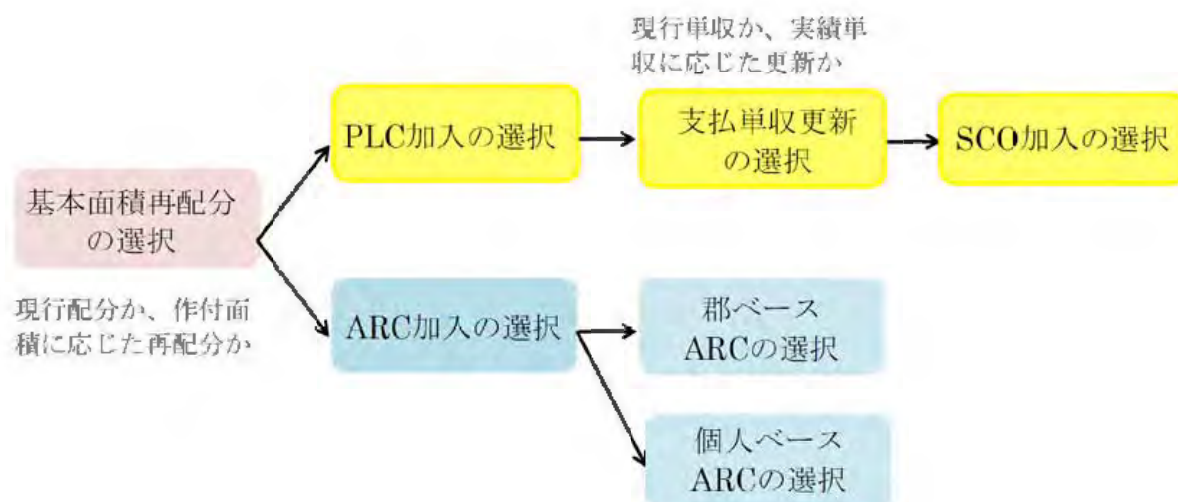 現行単収か、実績単
収に応じた更新か
PLC加入の選択
支払単収更新
の選択
SCO加入の選択
基本面積再配分
の選択
現行配分か、作付面
積に応じた再配分か
ARC加入の選択
郡ベース
ARCの選択
個人ベース
ARCの選択